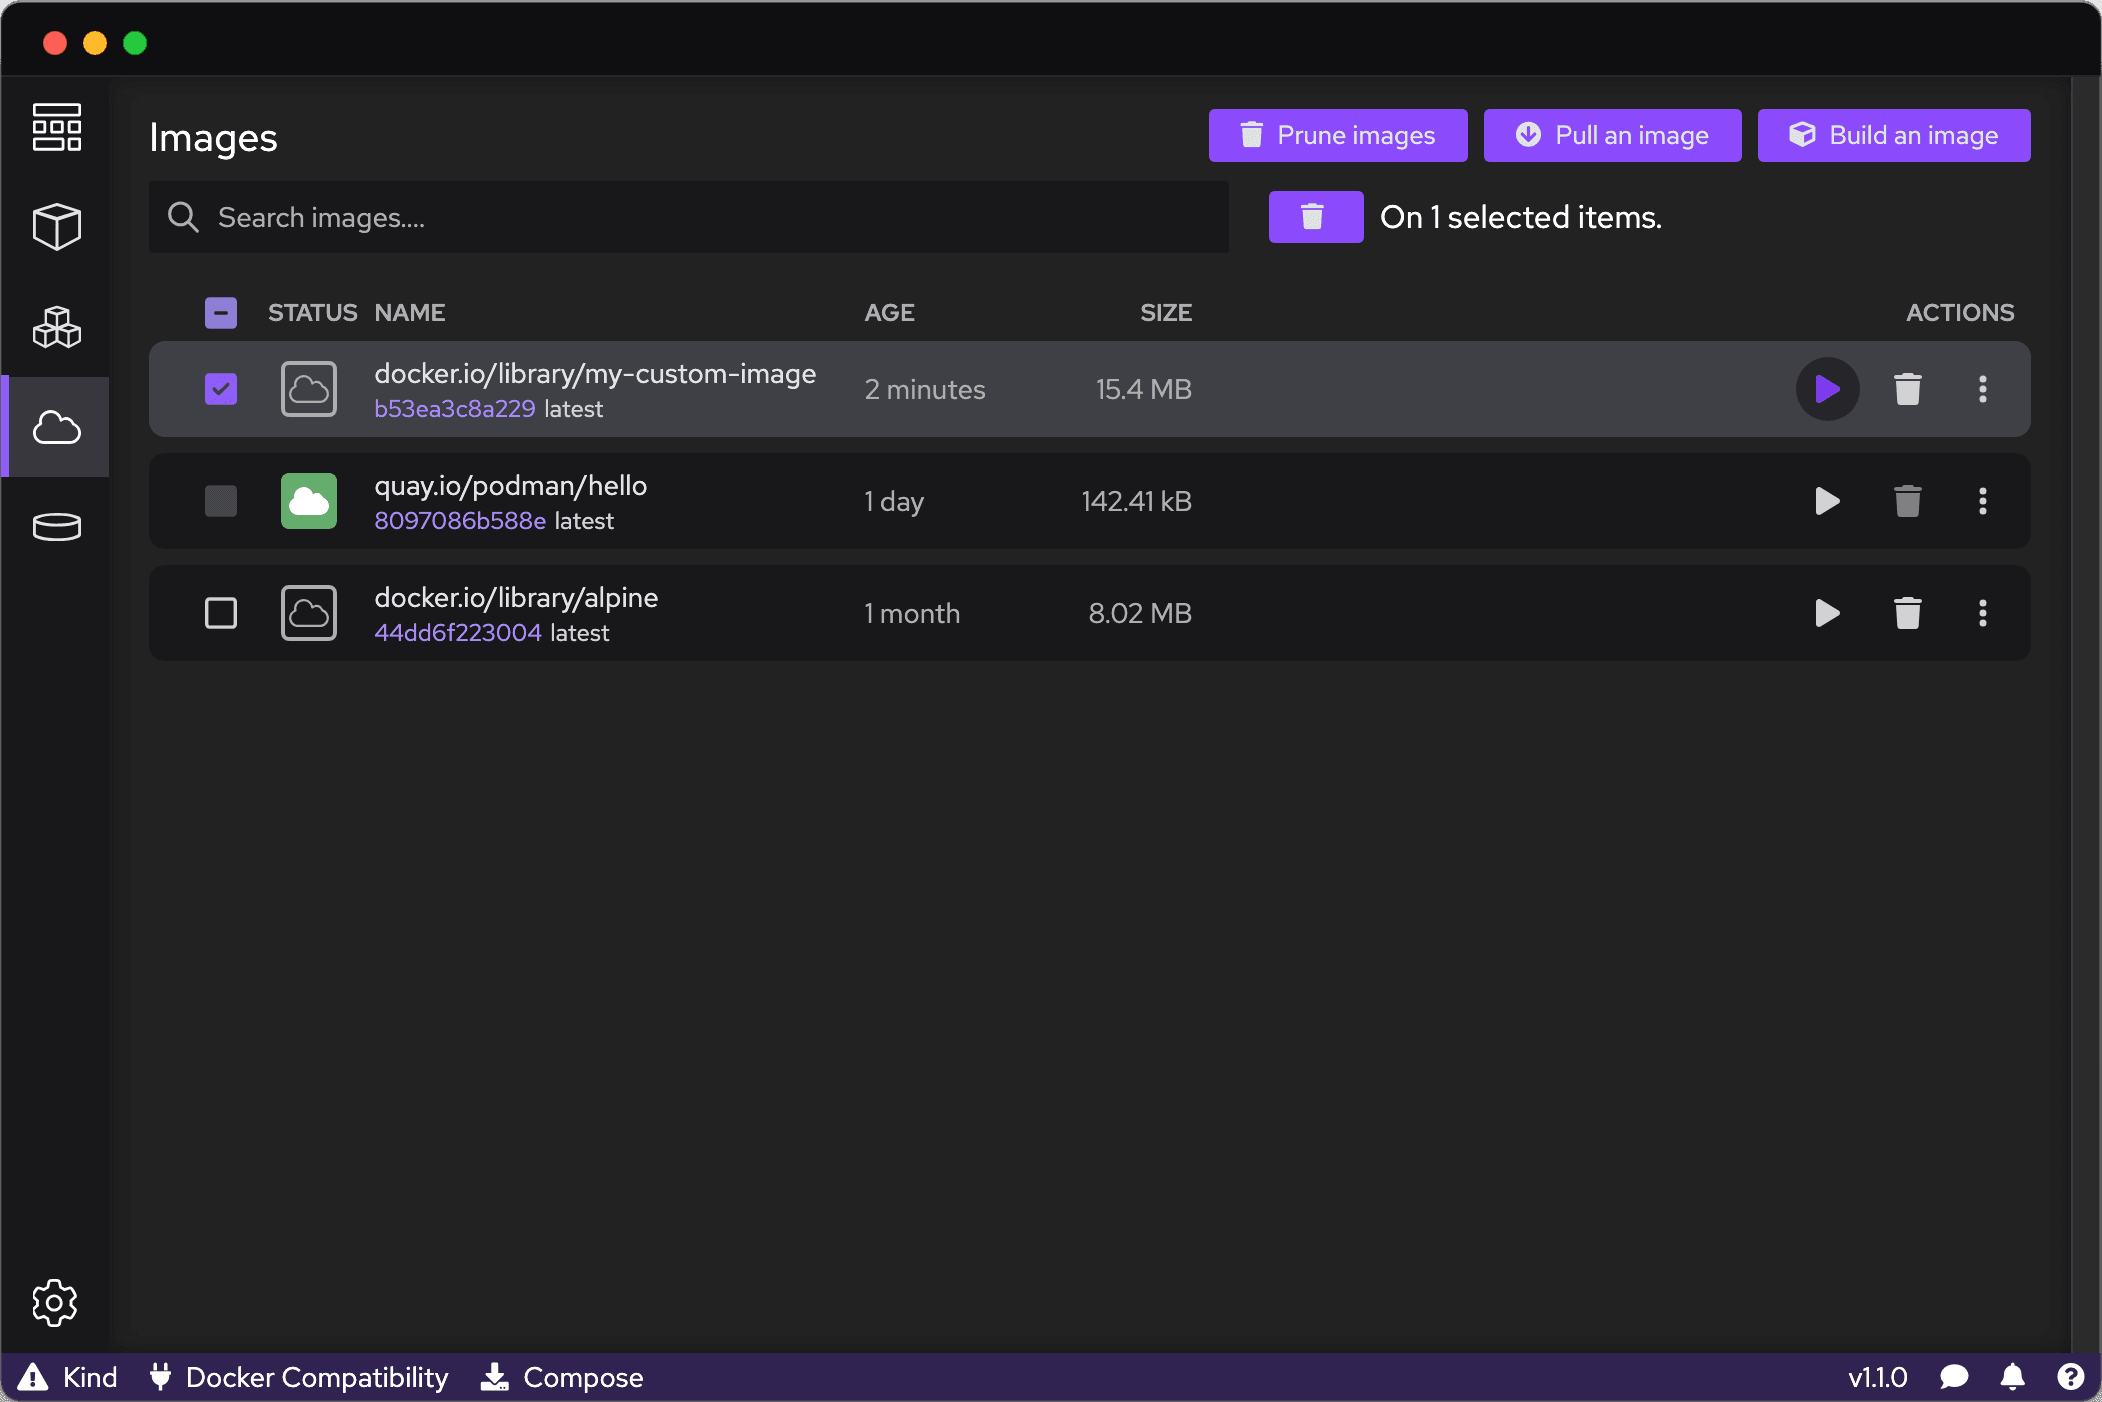 Images
Prune images
Pull an image
Build an image
Search images....
On 1 selected items.
STATUS NAME AGE SIZE ACTIONS
docker.io/library/my-custom-image
b53ea3c8a229 latest
2 minutes
15.4 MB
quay.io/podman/hello
8097086b588e latest
1 day
142.41 kB
docker.io/library/alpine
44dd6f223004 latest
1 month
8.02 MB
Kind
Docker Compatibility
Compose
v1.1.0